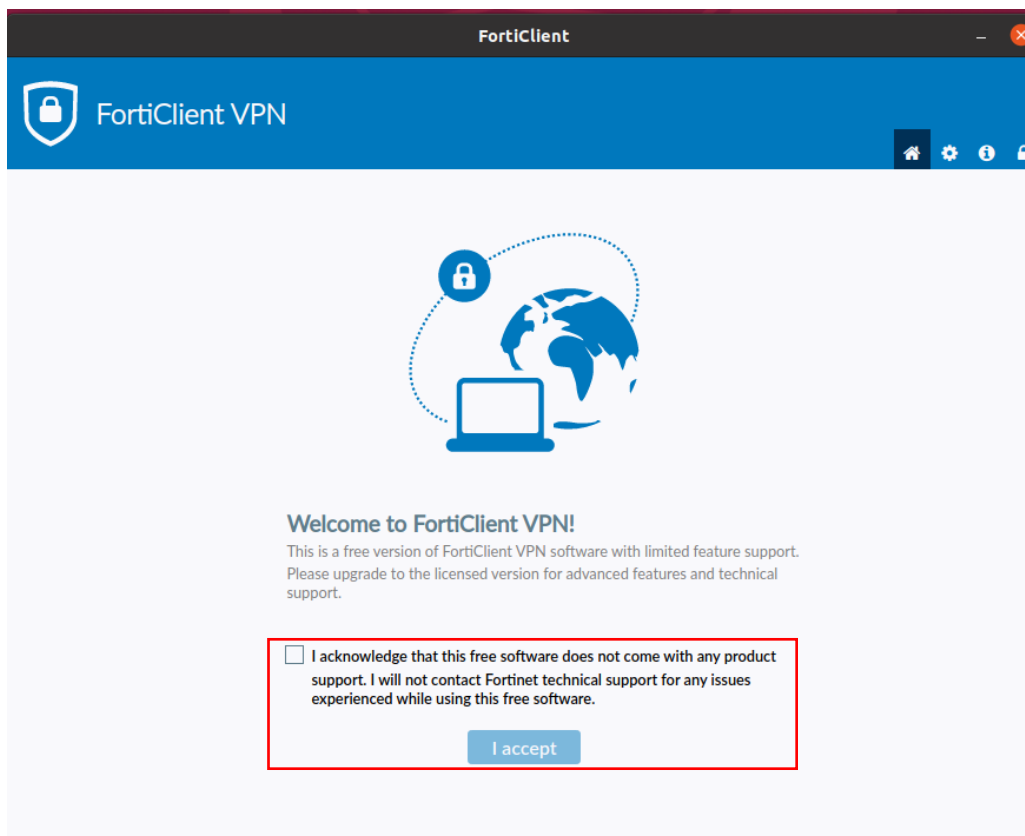 FortiClient
FortiClient VPN
Welcome to FortiClient VPN!
This is a free version of FortiClient VPN software with limited feature support.
Please upgrade to the licensed version for advanced features and technical
support.
I acknowledge that this free software does not come with any product
support. I will not contact Fortinet technical support for any issues
experienced while using this free software.
I accept